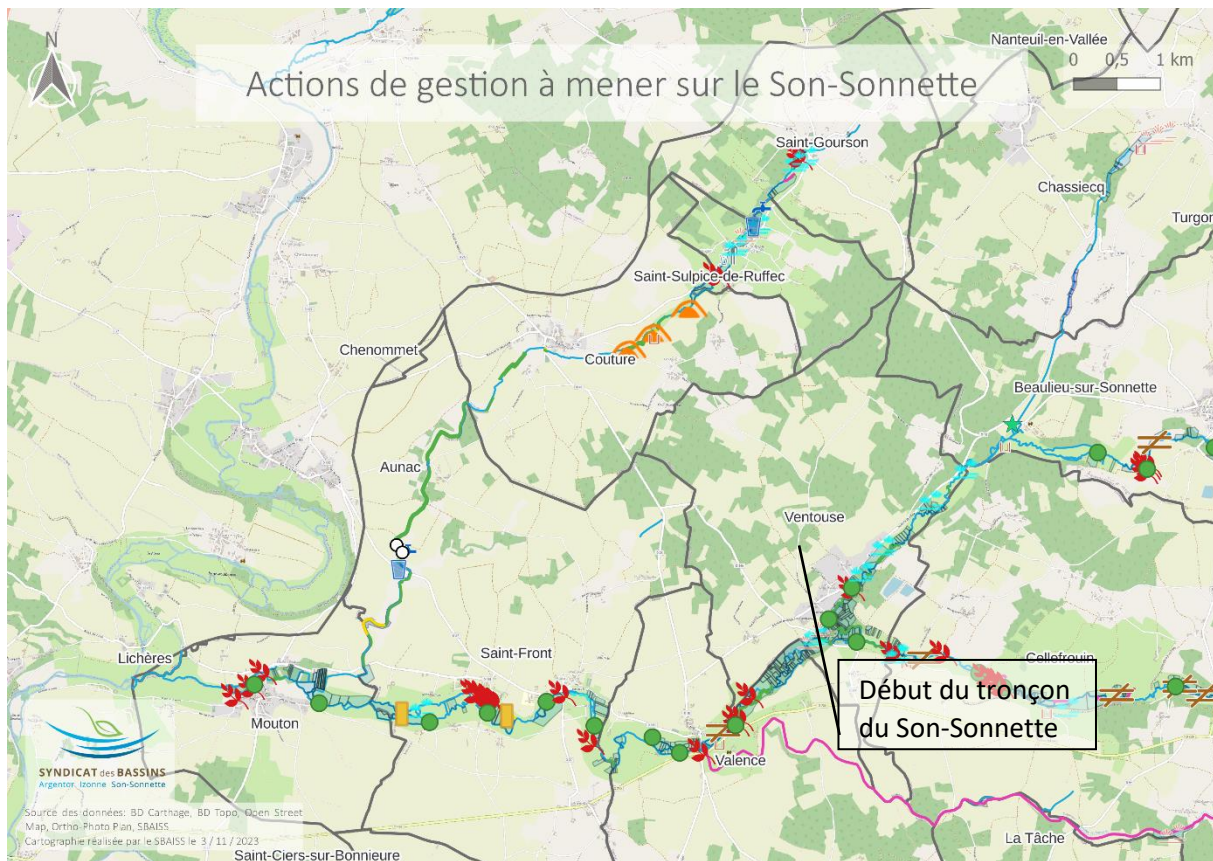 N
Nanteuil-en-Vallée
0 0,5 1 km
Actions de gestion à mener sur le Son-Sonnette
Saint-Gourson
Chassiecq
Turgon
Saint-Sulpice-de-Ruffec
Chenommet
Couture
Beaulieu-sur-Sonnette
Aunac
Ventouse
Lichères
Saint-Front
Cellefrouin
Début du tronçon
du Son-Sonnette
Mouton
Valence
SYNDICAT des BASSINS
Argentor Izonne Son-Sonnette
Source des données: BD Carthage, BD Topo, Open Street
Map, Ortho-Photo Plan, SBAISS
Cartographie réalisée par le SBAISS le 3 / 11 / 2023
La Tâche
Saint-Ciers-sur-Bonnieure